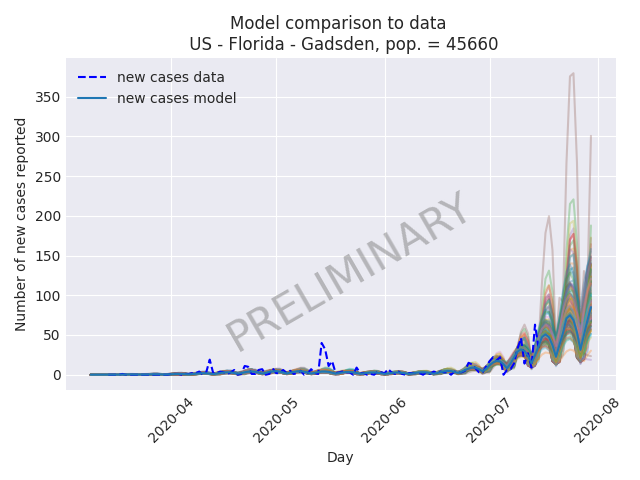 Model comparison to data
US - Florida - Gadsden, pop. = 45660
new cases data
new cases model
Number of new cases reported
350
300
250
200
150
100
50
0
PRELIMINARY
2020-04
2020-05
2020-06
2020-07
2020-08
Day